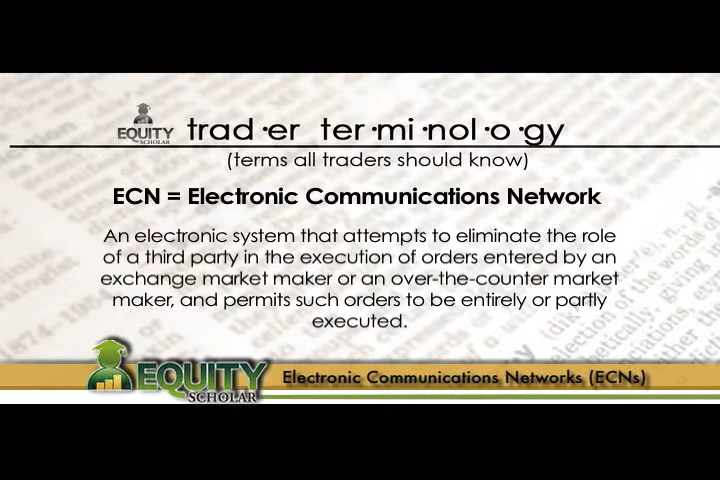 EQUITY
SCHOLAR
trad·er ter·mi·nol·o·gy
(terms all traders should know)
ECN = Electronic Communications Network
An electronic system that attempts to eliminate the role
of a third party in the execution of orders entered by an
exchange market maker or an over-the-counter market
maker, and permits such orders to be entirely or partly
executed.
EQUITY
SCHOLAR
Electronic Communications Networks (ECNs)